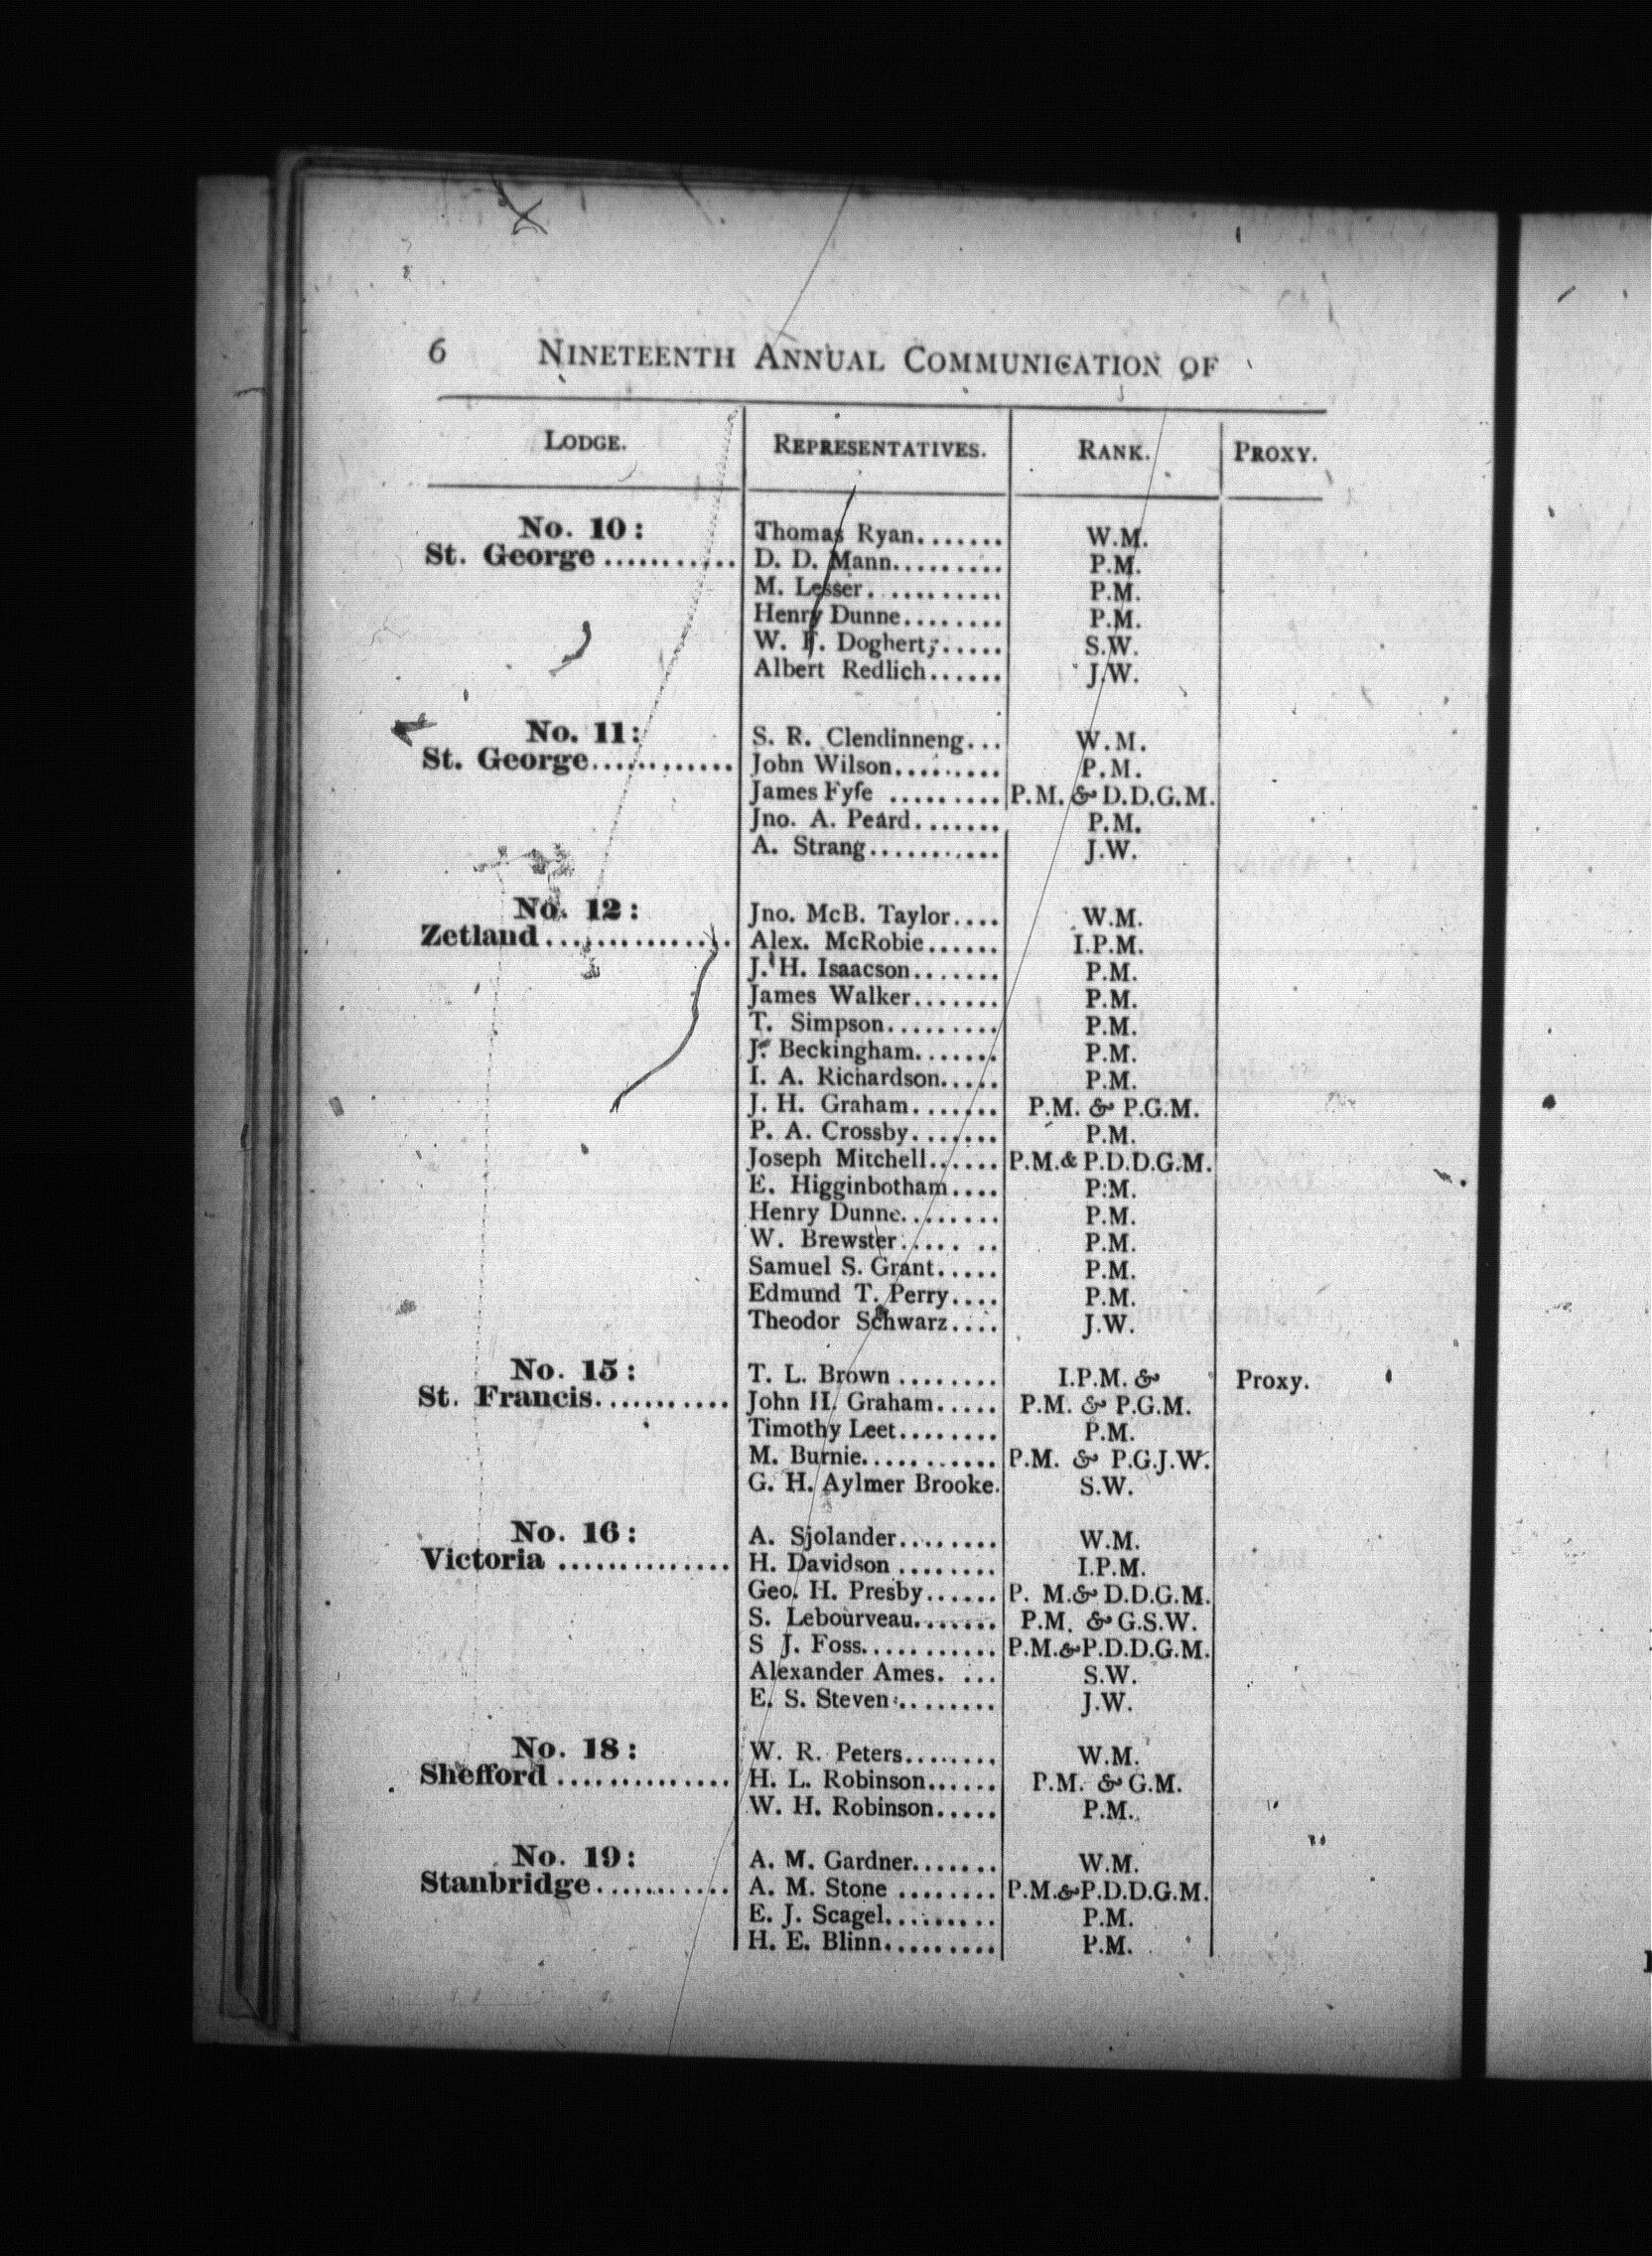 6 NINETEENTH ANNUAL COMMUNICATION OF
LODGE. REPRESENTATIVES. RANK. PROXY.
No. 10: Thomas Ryan....... W.M.
St. George ........... D. D. Mann......... P.M.
M. Lesser. .......... P.M.
Henry Dunne........ P.M.
W. F. Dogherty..... S.W.
Albert Redlich...... J.W.
No. 11: S. R. Clendinneng... W.M.
St. George............ John Wilson......... P.M.
James Fyfe ......... P.M. & D.D.G.M.
Jno. A. Peard....... P.M.
A. Strang........... J.W.
No. 12: Jno. McB. Taylor.... W.M.
Zetland............... Alex. McRobie...... I.P.M.
J. H. Isaacson....... P.M.
James Walker....... P.M.
T. Simpson......... P.M.
J. Beckingham....... P.M.
I. A. Richardson..... P.M.
J. H. Graham....... P.M. & P.G.M.
P. A. Crossby....... P.M.
Joseph Mitchell...... P.M.& P.D.D.G.M.
E. Higginbotham.... P.M.
Henry Dunne........ P.M.
W. Brewster..... .. P.M.
Samuel S. Grant..... P.M.
Edmund T. Perry.... P.M.
Theodor Schwarz.... J.W.
No. 15: T. L. Brown ........ I.P.M. & Proxy.
St. Francis........... John H. Graham..... P.M. & P.G.M.
Timothy Leet........ P.M.
M. Burnie........... P.M. & P.G.J.W.
G. H. Aylmer Brooke. S.W.
No. 16: A. Sjolander........ W.M.
Victoria .............. H. Davidson ........ I.P.M.
Geo. H. Presby...... P. M.& D.D.G.M.
S. Lebourveau....... P.M. & G.S.W.
S J. Foss........... P.M.&P.D.D.G.M.
Alexander Ames. ... S.W.
E. S. Steven........ J.W.
No. 18: W. R. Peters........ W.M.
Shefford .............. H. L. Robinson...... P.M. & G.M.
W. H. Robinson..... P.M.
No. 19: A. M. Gardner....... W.M.
Stanbridge........... A. M. Stone ........ P.M.&P.D.D.G.M.
E. J. Scagel......... P.M.
H. E. Blinn......... P.M.